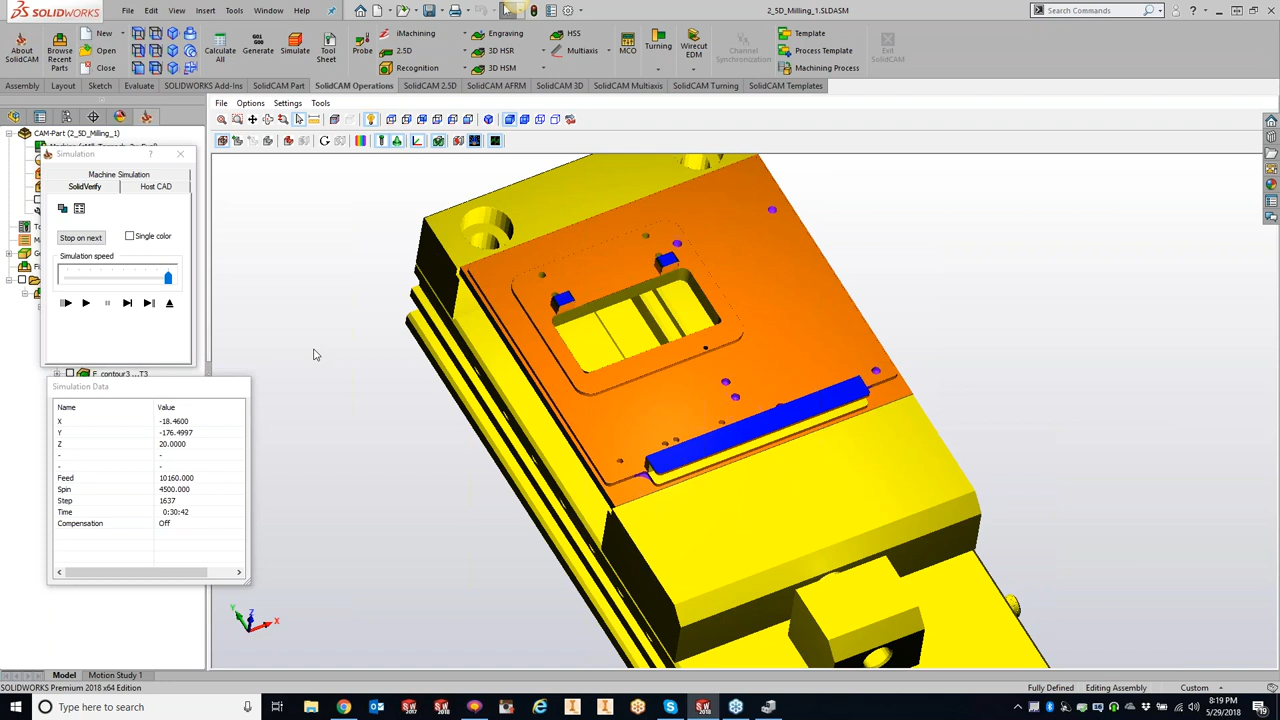 SOLIDWORKS
File Edit View Insert Tools Window Help
2_5D_Milling_1.SLDASM
Search Commands
About SolidCAM
Browse Recent Parts
New
Open
Close
Calculate All
Generate
Simulate
Tool Sheet
Probe
iMachining
2.5D
Recognition
Engraving
3D HSR
3D HSM
HSS
Multiaxis
MCO
Turning
Wirecut EDM
Channel Synchronization
Template
Process Template
Machining Process
Exit SolidCAM
Assembly Layout Sketch Evaluate SOLIDWORKS Add-Ins SolidCAM Part SolidCAM Operations SolidCAM 2.5D SolidCAM AFRM SolidCAM 3D SolidCAM Multiaxis SolidCAM Turning SolidCAM Templates
File Options Settings Tools
CAM-Part (2_5D_Milling_1)
Simulation ?
Machine Simulation
SolidVerify Host CAD
Stop on next Single color
Simulation speed
F_contour3 ...T3
Simulation Data
Name Value
X -18.4600
Y -176.4997
Z 20.0000
- -
- -
Feed 10160.000
Spin 4500.000
Step 1637
Time 0:30:42
Compensation Off
Y Z X
Model Motion Study 1
SOLIDWORKS Premium 2018 x64 Edition
Fully Defined Editing Assembly Custom
Type here to search
8:19 PM
5/29/2018